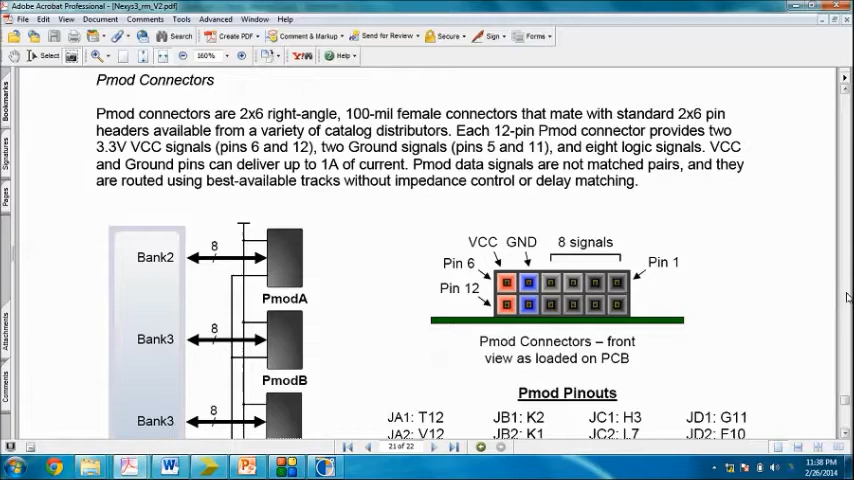 Adobe Acrobat Professional - [Nexys3_rm_V2.pdf]
File Edit View Document Comments Tools Advanced Window Help
Search Create PDF Comment & Markup Send for Review Secure Sign Forms
Select 160% Y! Help
Bookmarks
Signatures
Pages
Attachments
Comments
Pmod Connectors
Pmod connectors are 2x6 right-angle, 100-mil female connectors that mate with standard 2x6 pin
headers available from a variety of catalog distributors. Each 12-pin Pmod connector provides two
3.3V VCC signals (pins 6 and 12), two Ground signals (pins 5 and 11), and eight logic signals. VCC
and Ground pins can deliver up to 1A of current. Pmod data signals are not matched pairs, and they
are routed using best-available tracks without impedance control or delay matching.
Bank2 8 PmodA
Bank3 8 PmodB
Bank3 8
VCC GND 8 signals
Pin 6 Pin 1
Pin 12
Pmod Connectors – front
view as loaded on PCB
Pmod Pinouts
JA1: T12 JB1: K2 JC1: H3 JD1: G11
JA2: V12 JB2: K1 JC2: L7 JD2: F10
21 of 22
11:38 PM
2/26/2014